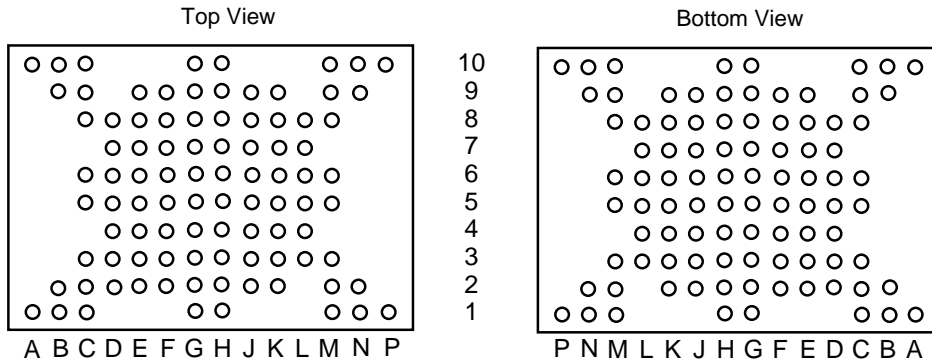 Top View
Bottom View
10
9
8
7
6
5
4
3
2
1
A B C D E F G H J K L M N P
P N M L K J H G F E D C B A